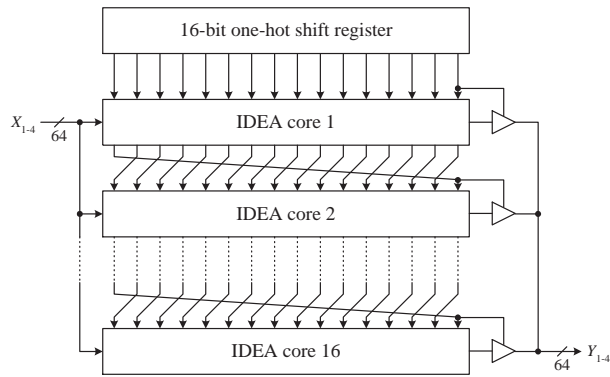 16-bit one-hot shift register
X1-4
64
IDEA core 1
IDEA core 2
IDEA core 16
64
Y1-4